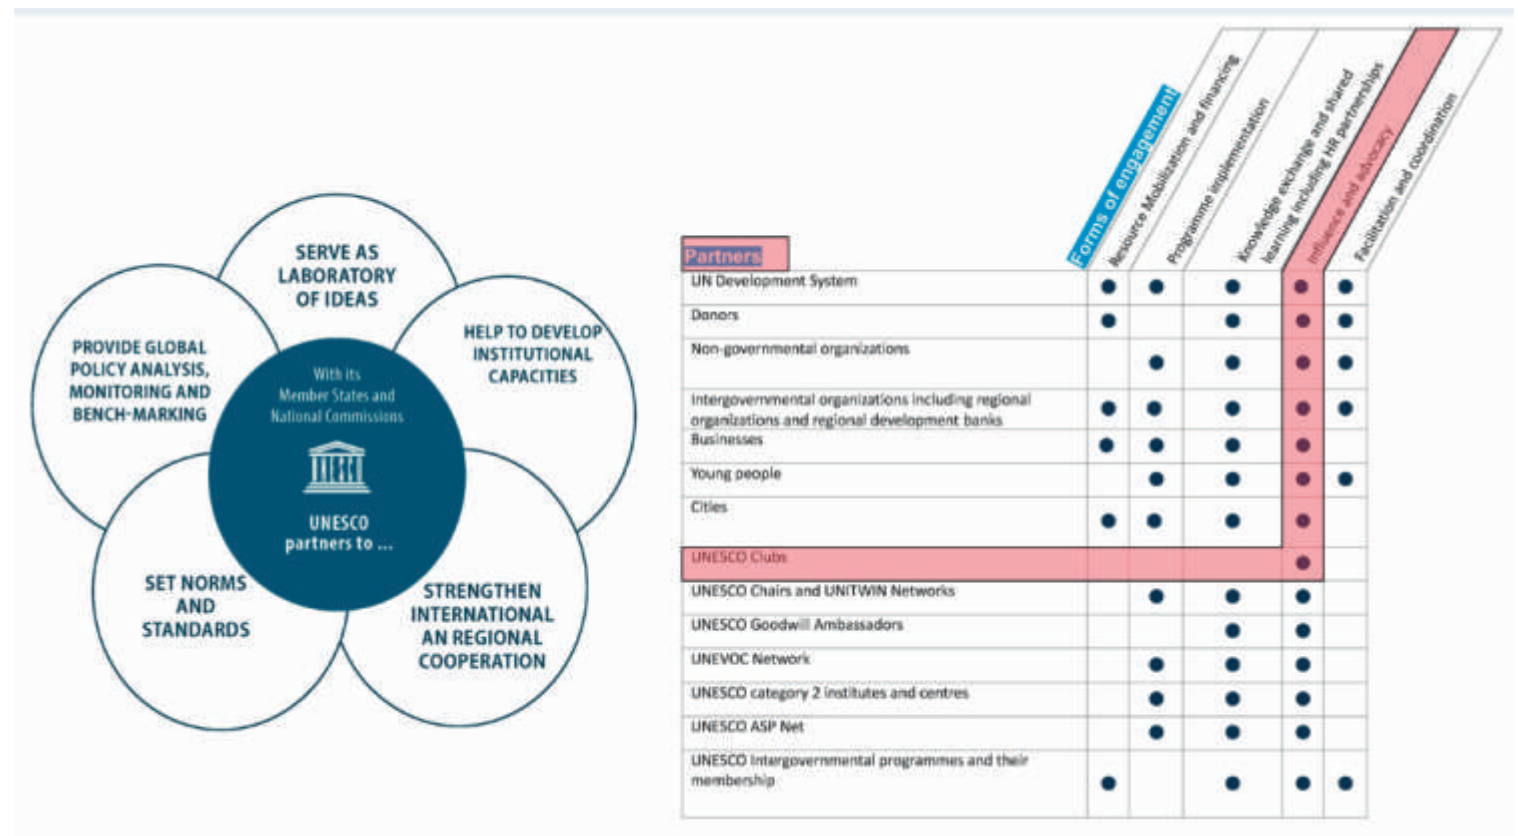 SERVE AS
LABORATORY
OF IDEAS
HELP TO DEVELOP
INSTITUTIONAL
CAPACITIES
PROVIDE GLOBAL
POLICY ANALYSIS,
MONITORING AND
BENCH-MARKING
With its
Member States and
National Commissions
UNESCO
partners to ...
SET NORMS
AND
STANDARDS
STRENGTHEN
INTERNATIONAL
AN REGIONAL
COOPERATION
Forms of engagement
Resource Mobilization and financing
Programme implementation
Knowledge exchange and shared
learning including HR partnerships
Influence and advocacy
Facilitation and coordination
Partners
UN Development System
Donors
Non-governmental organizations
Intergovernmental organizations including regional
organizations and regional development banks
Businesses
Young people
Cities
UNESCO Clubs
UNESCO Chairs and UNITWIN Networks
UNESCO Goodwill Ambassadors
UNEVOC Network
UNESCO category 2 institutes and centres
UNESCO ASP Net
UNESCO Intergovernmental programmes and their
membership